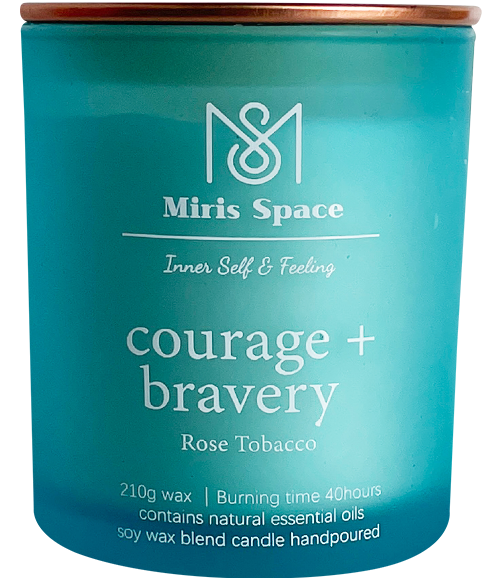 MS
Miris Space
Inner Self & Feeling
courage +
bravery
Rose Tobacco
210g wax | Burning time 40hours
contains natural essential oils
soy wax blend candle handpoured